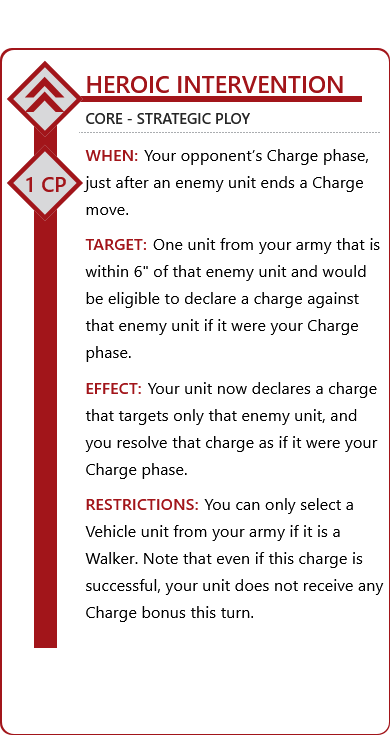 HEROIC INTERVENTION
CORE - STRATEGIC PLOY
1 CP
WHEN: Your opponent's Charge phase,
just after an enemy unit ends a Charge
move.
TARGET: One unit from your army that is
within 6" of that enemy unit and would
be eligible to declare a charge against
that enemy unit if it were your Charge
phase.
EFFECT: Your unit now declares a charge
that targets only that enemy unit, and
you resolve that charge as if it were your
Charge phase.
RESTRICTIONS: You can only select a
Vehicle unit from your army if it is a
Walker. Note that even if this charge is
successful, your unit does not receive any
Charge bonus this turn.